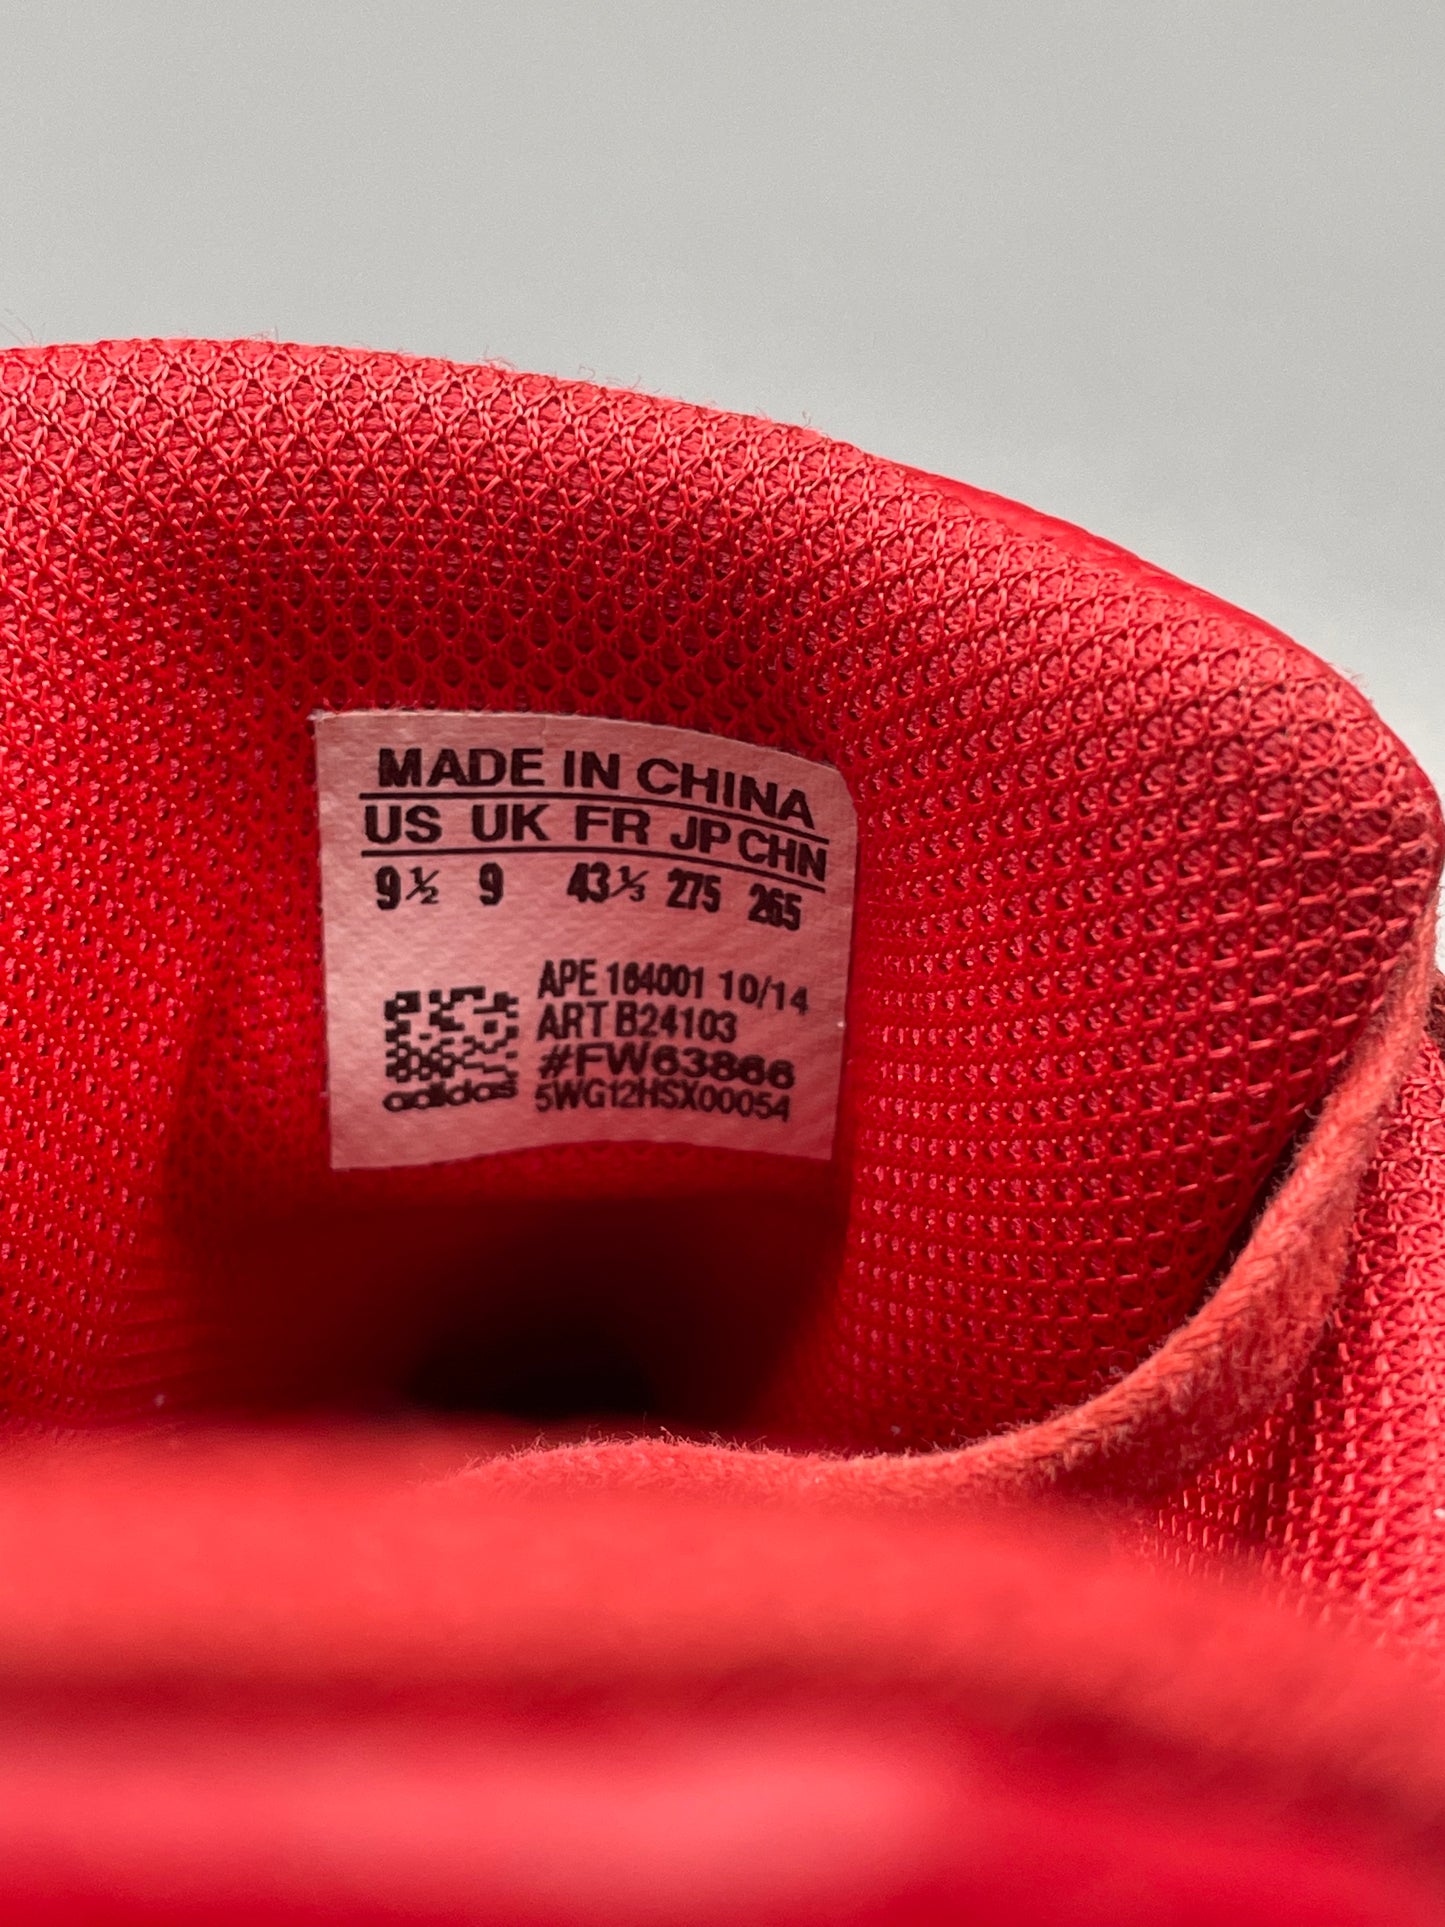 MADE IN CHINA
US UK FR JP CHN
9½ 9 43⅓ 275 265
APE 164001 10/14
ART B24103
#FW63866
5WG12HSX00054
adidas